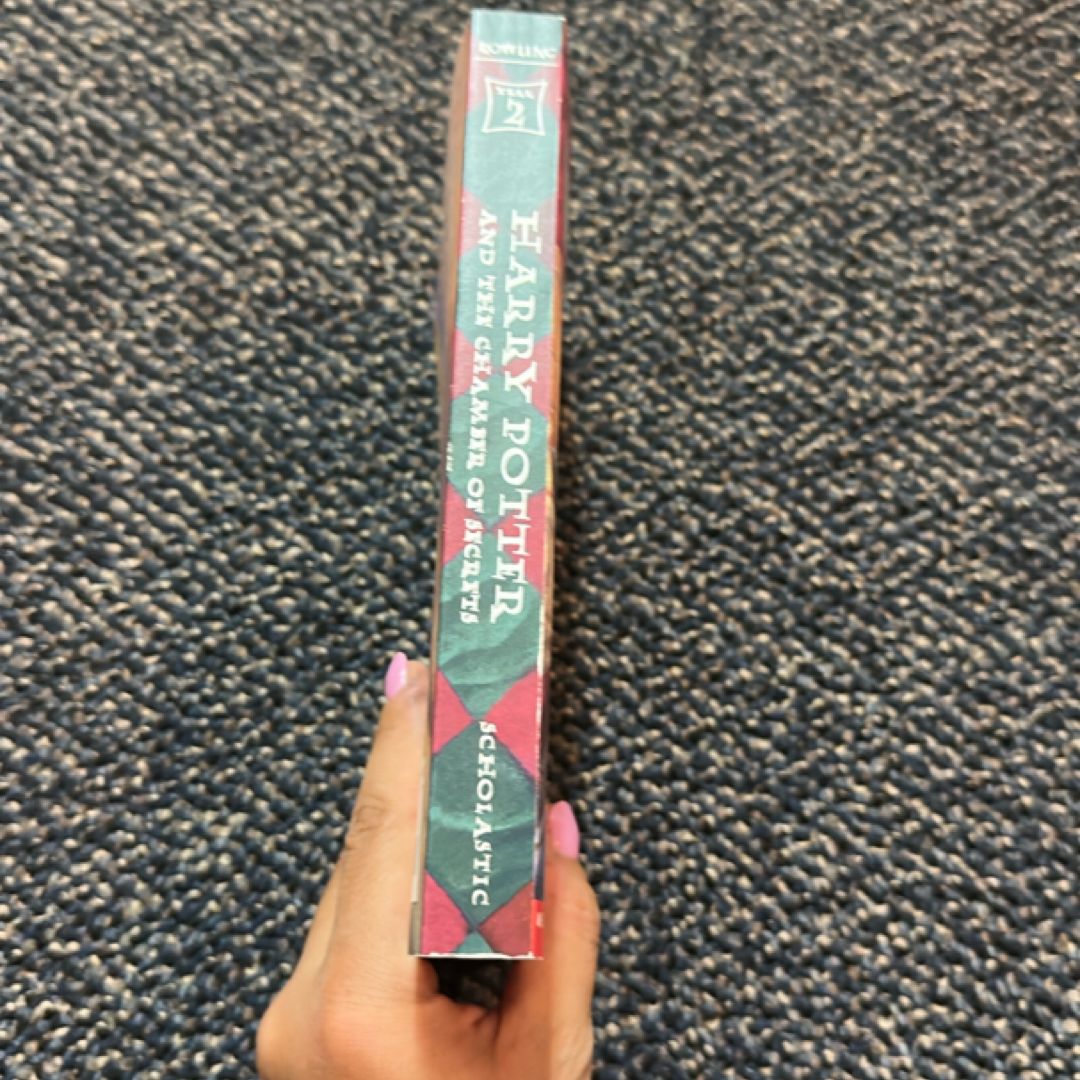 ROWLING
YEAR
2
HARRY POTTER
AND THE CHAMBER OF SECRETS
SCHOLASTIC